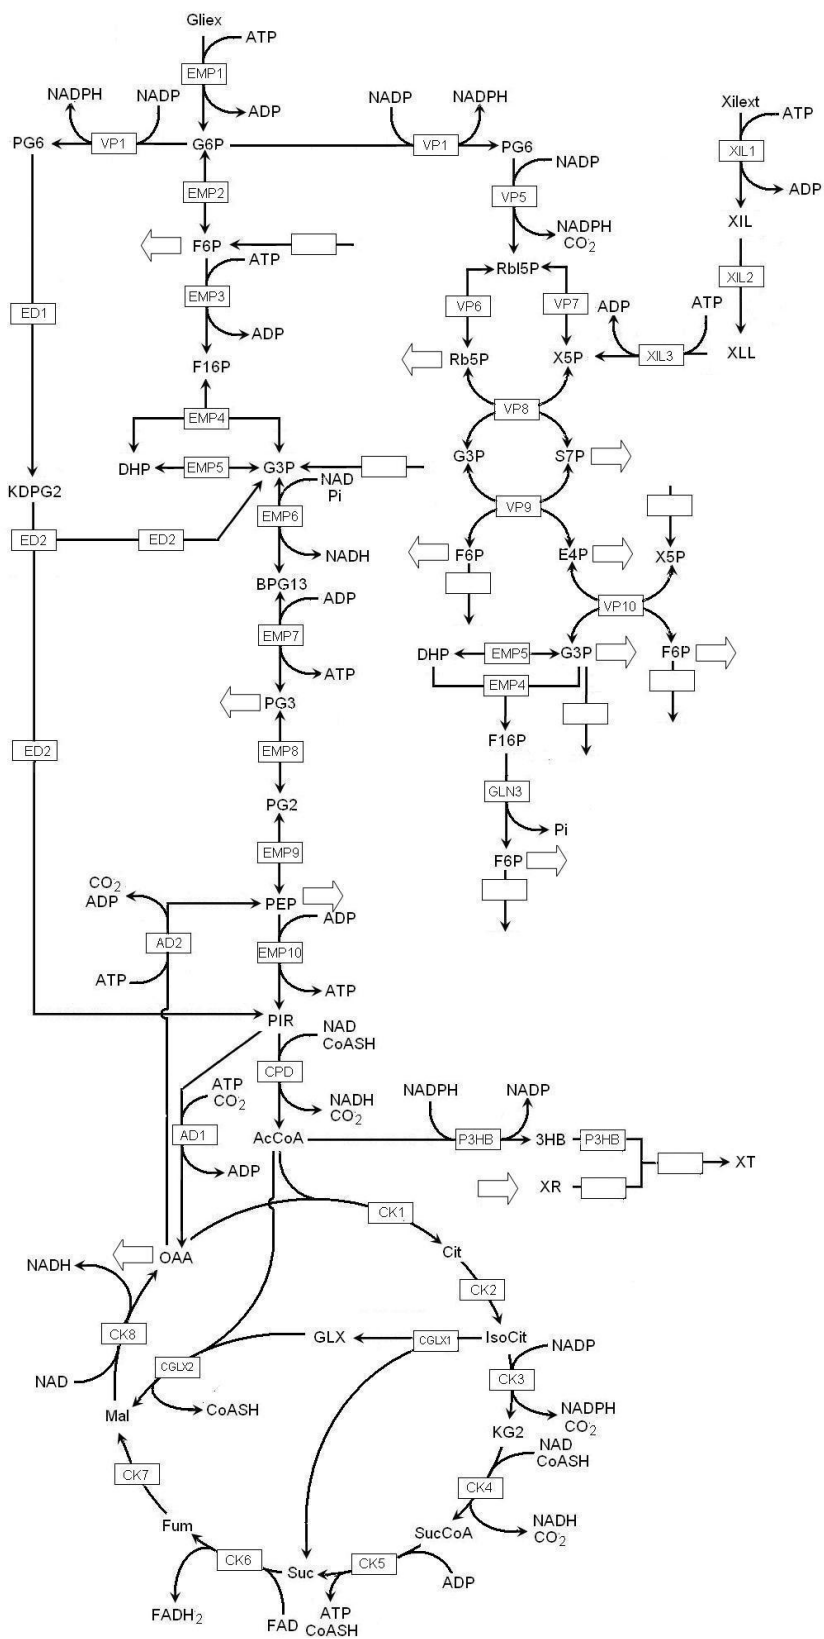 Gliex
ATP
EMP1
ADP
NADPH
NADP
NADP
NADPH
Xilext
ATP
PG6
VP1
G6P
VP1
PG6
XIL1
NADP
ADP
EMP2
VP5
XIL
NADPH
CO2
F6P
ATP
Rbl5P
XIL2
EMP3
ED1
VP6
VP7
ADP
ATP
ADP
F16P
Rb5P
X5P
XIL3
XLL
EMP4
VP8
DHP
EMP5
G3P
G3P
S7P
NAD
Pi
KDPG2
EMP6
VP9
ED2
ED2
NADH
F6P
E4P
X5P
BPG13
ADP
VP10
EMP7
DHP
EMP5
G3P
F6P
ATP
EMP4
PG3
F16P
ED2
EMP8
GLN3
PG2
Pi
EMP9
F6P
CO2
ADP
PEP
ADP
AD2
EMP10
ATP
ATP
PIR
NAD
CoASH
CPD
ATP
CO2
NADH
CO2
NADPH
NADP
AD1
AcCoA
P3HB
3HB
P3HB
XT
ADP
XR
CK1
Cit
OAA
NADH
CK2
CK8
GLX
CGLX1
IsoCit
NADP
CGLX2
CK3
NAD
Mal
CoASH
NADPH
CO2
KG2
NAD
CoASH
CK7
CK4
NADH
CO2
Fum
SucCoA
CK6
Suc
CK5
ADP
FADH2
FAD
ATP
CoASH